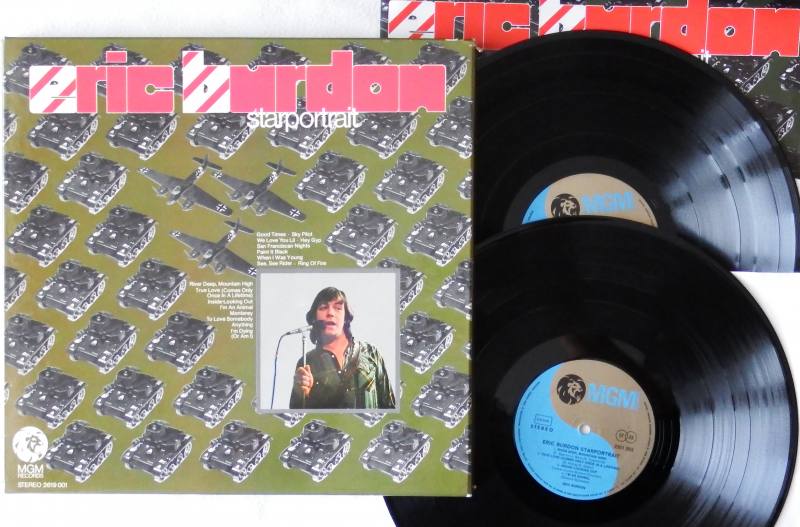 eric burdon
starportrait
Good Times · Sky Pilot
We Love You Lil · Hey Gyp
San Franciscan Nights
Paint It Black
When I Was Young
See, See Rider · Ring Of Fire
River Deep, Mountain High
True Love (Comes Only
Once In A Lifetime)
Inside-Looking Out
I'm An Animal
Monterey
To Love Somebody
Anything
I'm Dying
(Or Am I)
MGM
RECORDS
STEREO 2619 001
eric burdon
MGM
MGM
STEREO
ERIC BURDON STARPORTRAIT